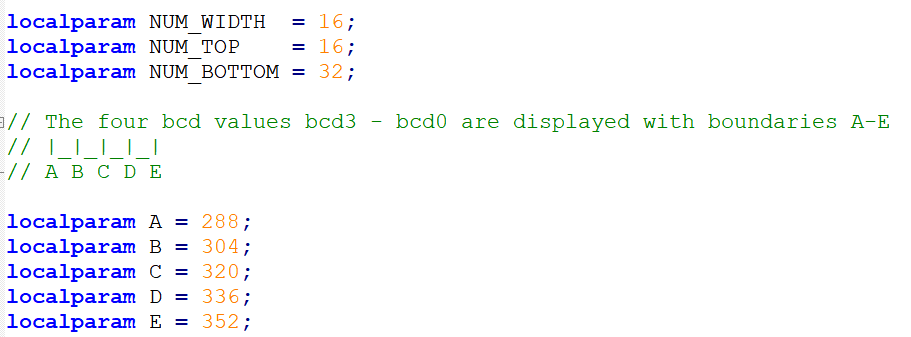 localparam NUM_WIDTH  = 16;
localparam NUM_TOP    = 16;
localparam NUM_BOTTOM = 32;
// The four bcd values bcd3 - bcd0 are displayed with boundaries A-E
// |_|_|_|_|
// A B C D E
localparam A = 288;
localparam B = 304;
localparam C = 320;
localparam D = 336;
localparam E = 352;